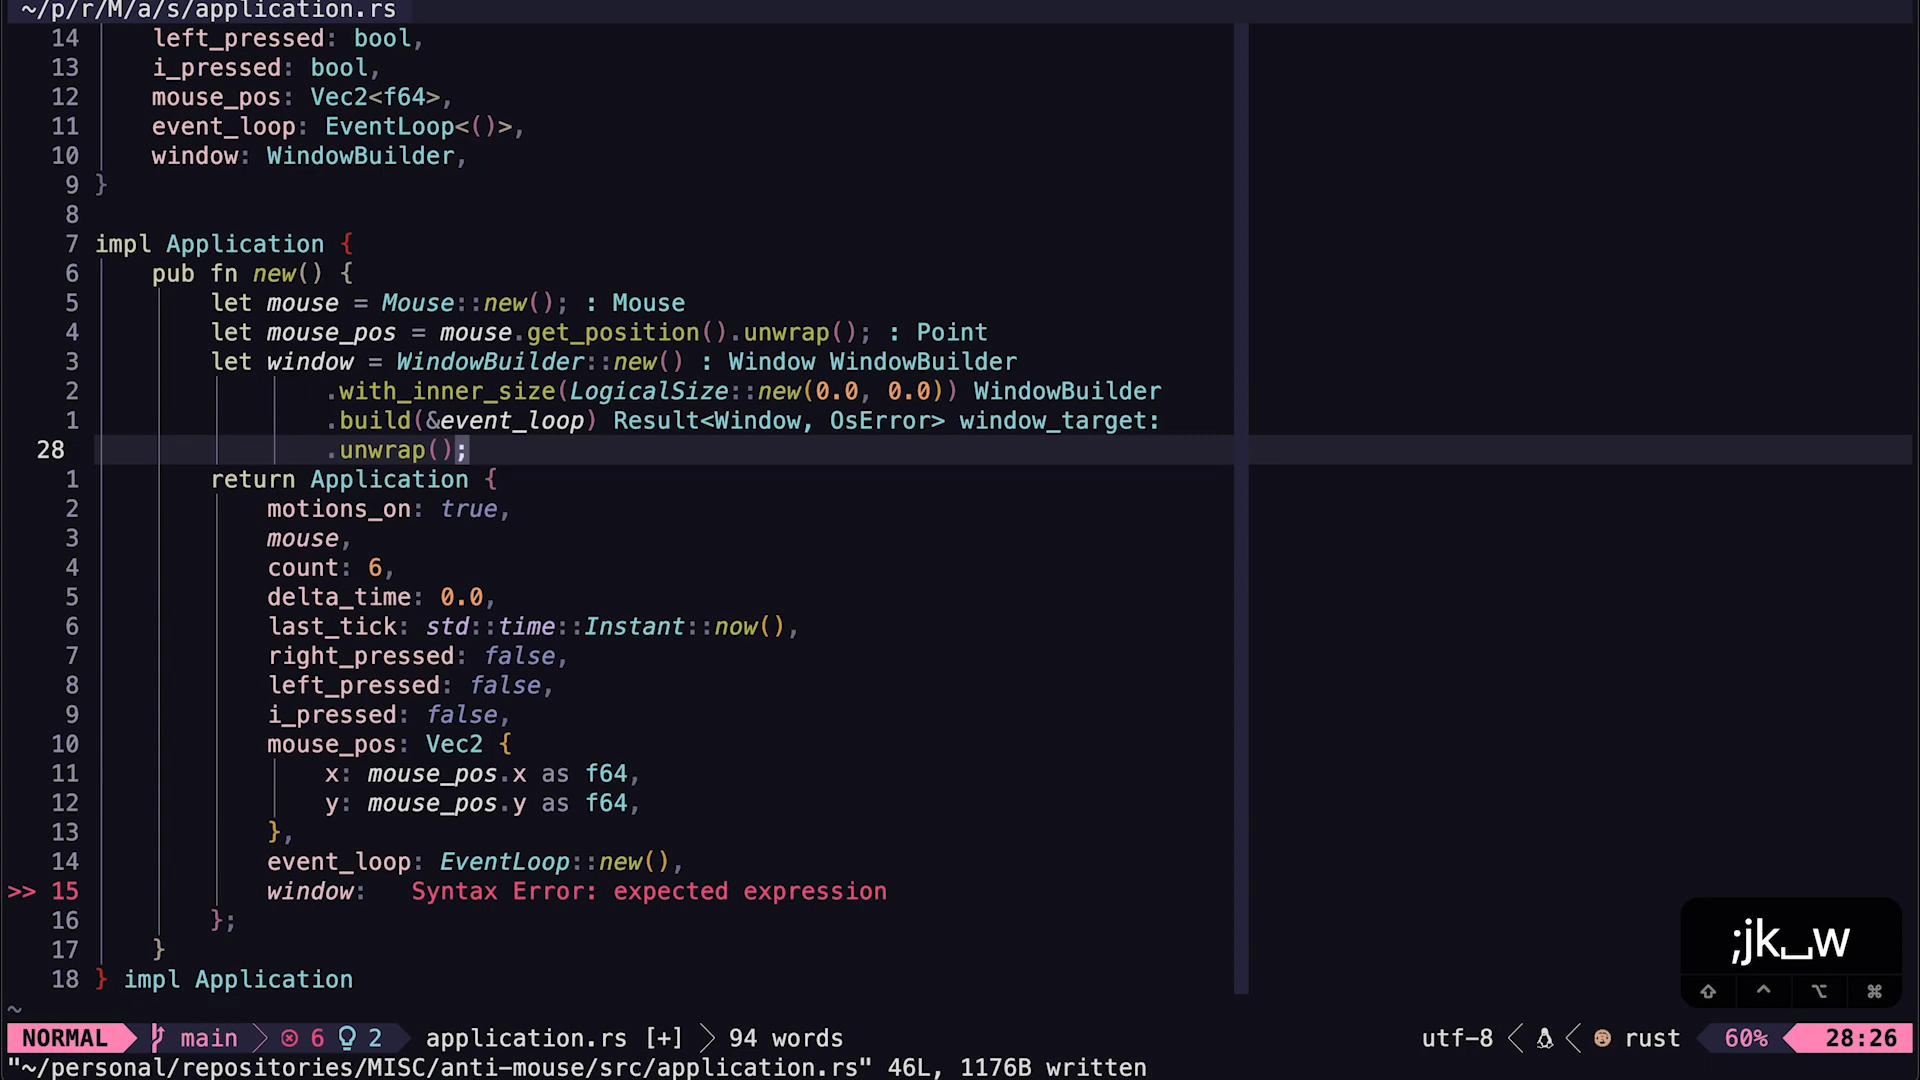 ~/p/r/M/a/s/application.rs
14 left_pressed: bool,
13 i_pressed: bool,
12 mouse_pos: Vec2<f64>,
11 event_loop: EventLoop<()>,
10 window: WindowBuilder,
9 }
8
7 impl Application {
6 pub fn new() {
5 let mouse = Mouse::new(); : Mouse
4 let mouse_pos = mouse.get_position().unwrap(); : Point
3 let window = WindowBuilder::new() : Window WindowBuilder
2 .with_inner_size(LogicalSize::new(0.0, 0.0)) WindowBuilder
1 .build(&event_loop) Result<Window, OsError> window_target:
28 .unwrap();
1 return Application {
2 motions_on: true,
3 mouse,
4 count: 6,
5 delta_time: 0.0,
6 last_tick: std::time::Instant::now(),
7 right_pressed: false,
8 left_pressed: false,
9 i_pressed: false,
10 mouse_pos: Vec2 {
11 x: mouse_pos.x as f64,
12 y: mouse_pos.y as f64,
13 },
14 event_loop: EventLoop::new(),
>> 15 window: Syntax Error: expected expression
16 };
17 }
18 } impl Application
~
;jk␣w
⇧ ^ ⌥ ⌘
NORMAL main 6 2 application.rs [+] 94 words utf-8 rust 60% 28:26
"~/personal/repositories/MISC/anti-mouse/src/application.rs" 46L, 1176B written